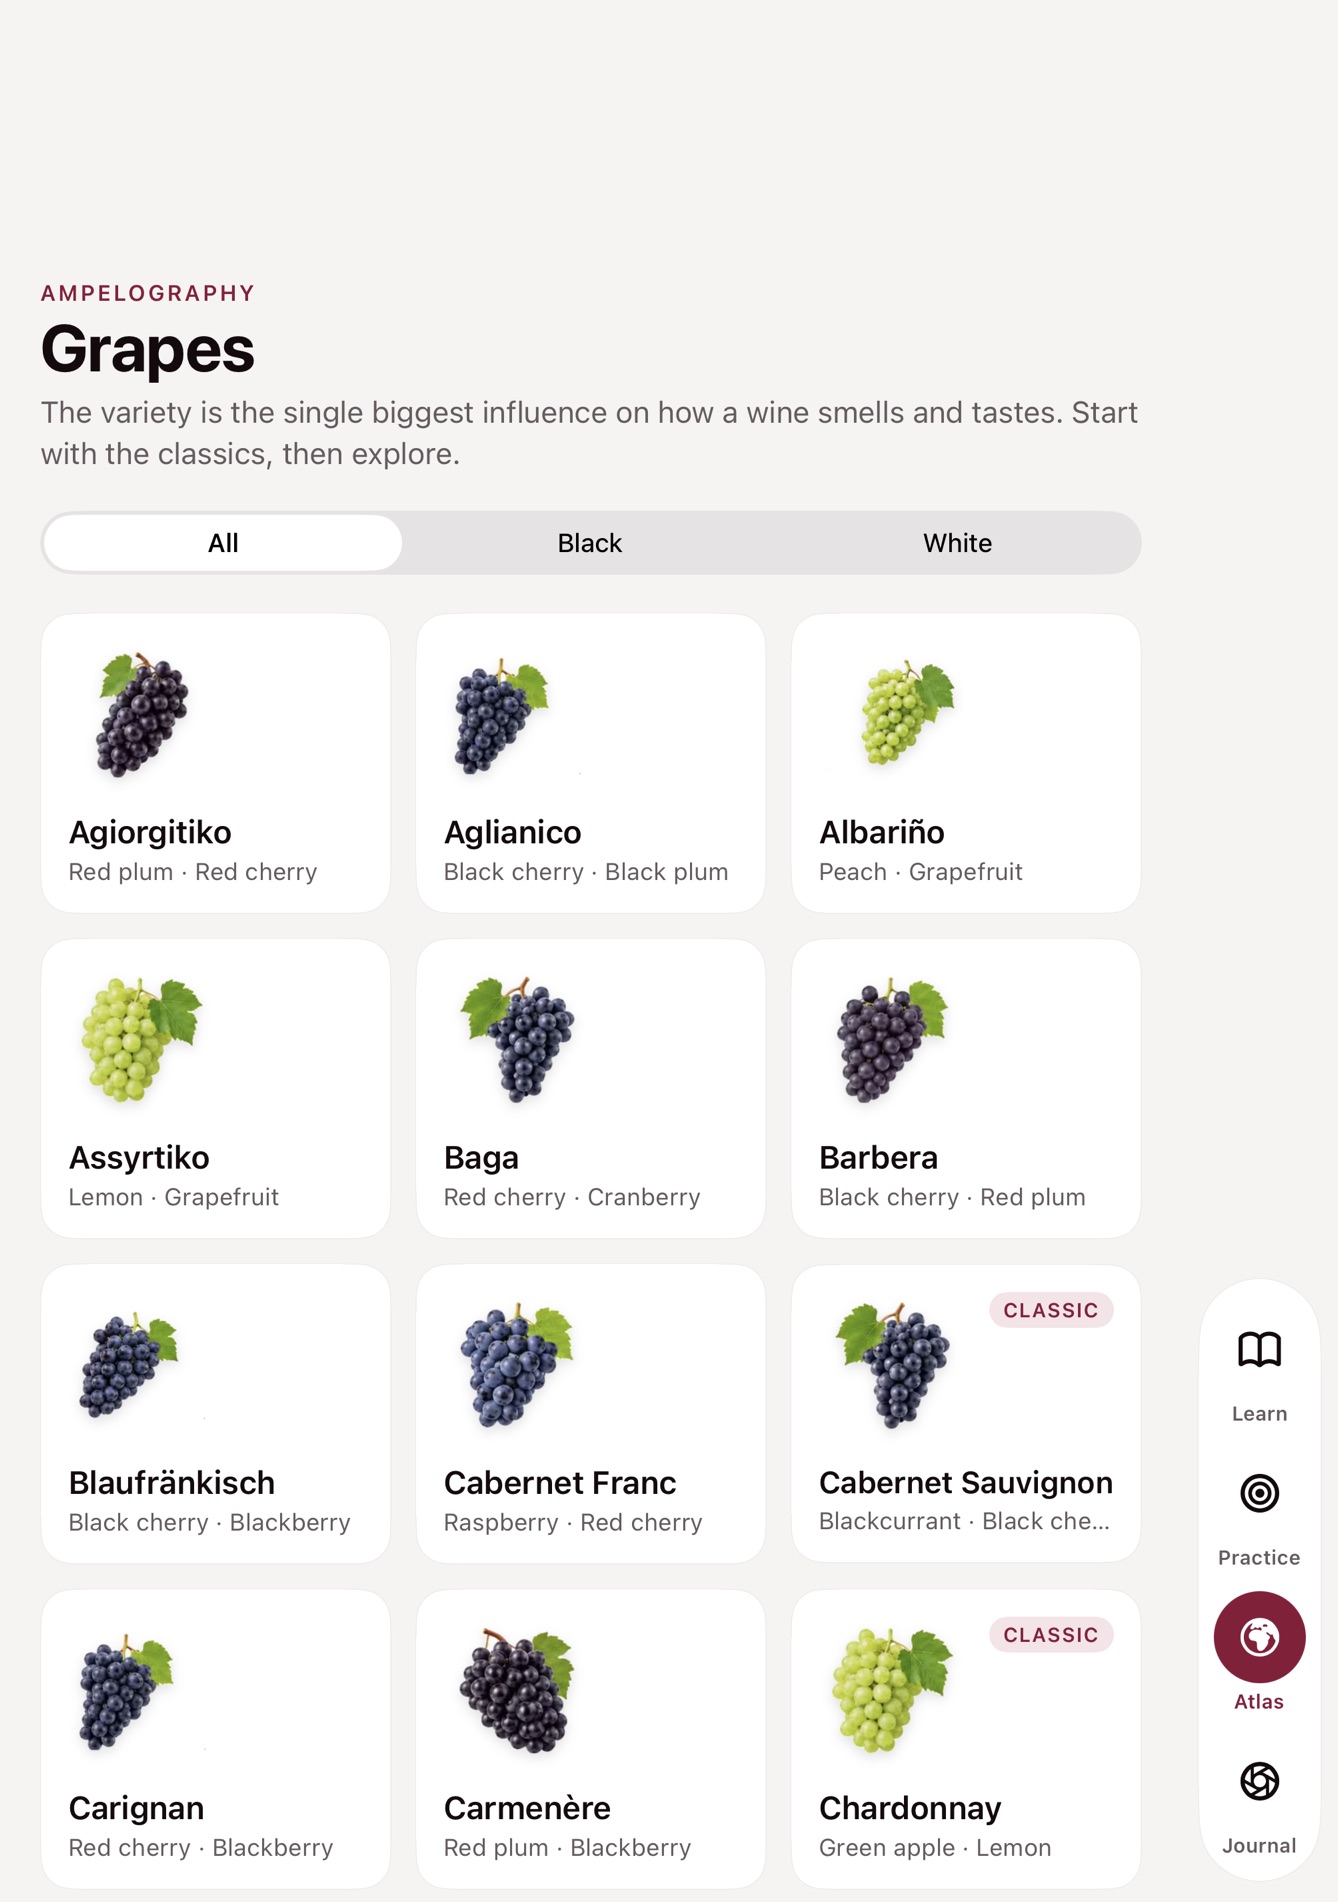 AMPELOGRAPHY
Grapes
The variety is the single biggest influence on how a wine smells and tastes. Start
with the classics, then explore.
All
Black
White
Agiorgitiko
Red plum · Red cherry
Aglianico
Black cherry · Black plum
Albariño
Peach · Grapefruit
Assyrtiko
Lemon · Grapefruit
Baga
Red cherry · Cranberry
Barbera
Black cherry · Red plum
Blaufränkisch
Black cherry · Blackberry
Cabernet Franc
Raspberry · Red cherry
CLASSIC
Cabernet Sauvignon
Blackcurrant · Black che...
Carignan
Red cherry · Blackberry
Carmenère
Red plum · Blackberry
CLASSIC
Chardonnay
Green apple · Lemon
Learn
Practice
Atlas
Journal